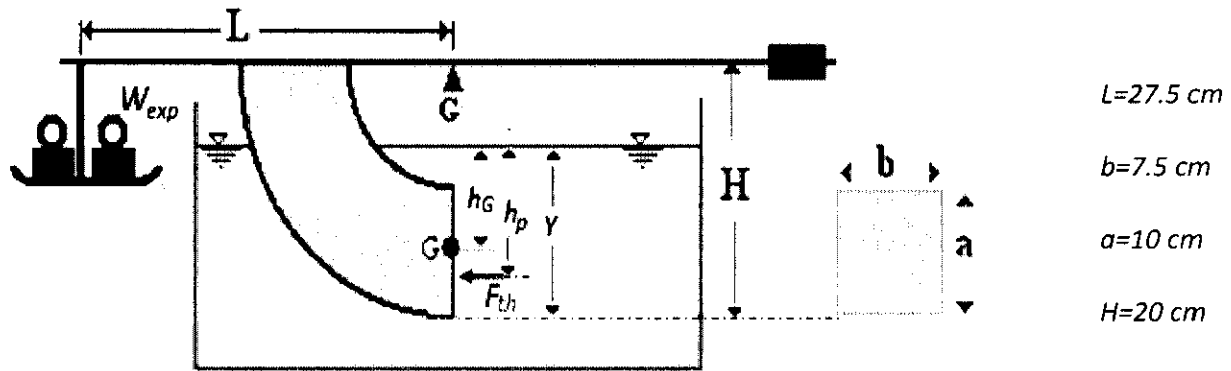 L
W_exp
G
H
h_G
h_p
Y
G
F_th
b
a
L=27.5 cm
b=7.5 cm
a=10 cm
H=20 cm